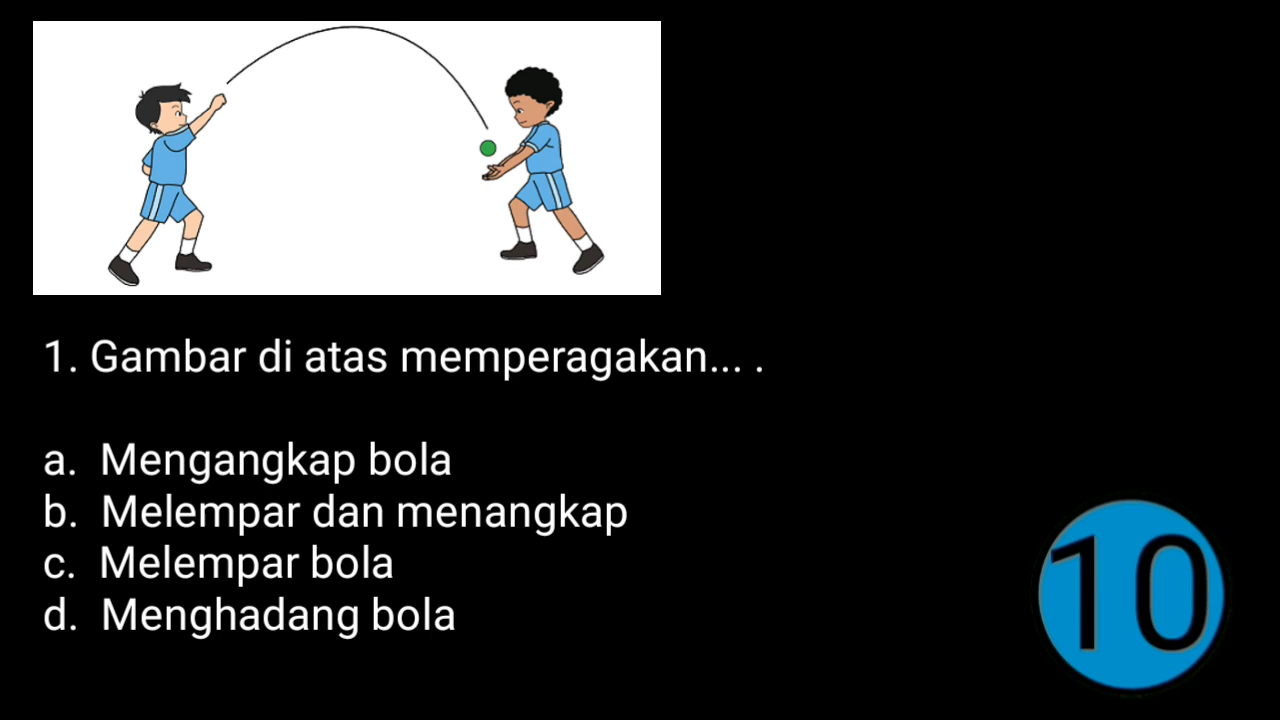 1. Gambar di atas memperagakan... .
a. Mengangkap bola
b. Melempar dan menangkap
c. Melempar bola
d. Menghadang bola
10